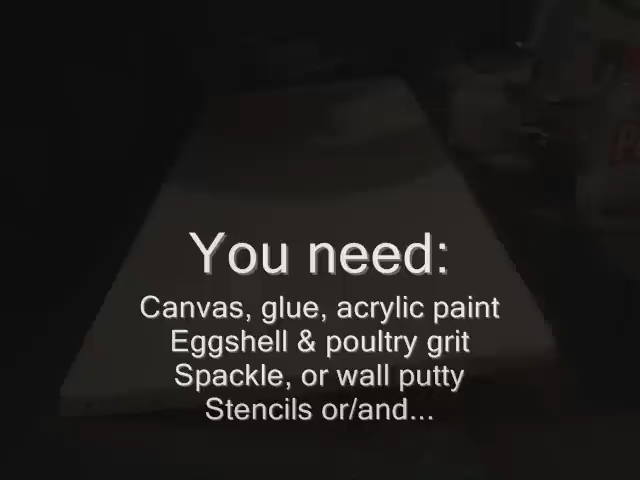 You need:
Canvas, glue, acrylic paint
Eggshell & poultry grit
Spackle, or wall putty
Stencils or/and...